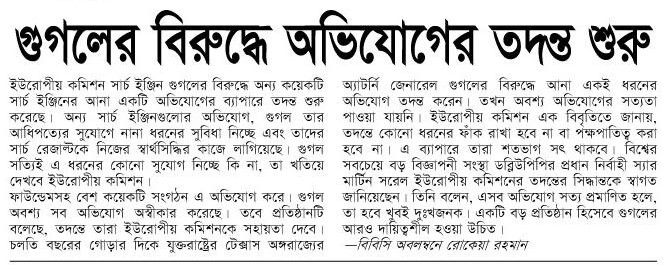 গুগলের বিরুদ্ধে অভিযোগের তদন্ত শুরু
ইউরোপীয় কমিশন সার্চ ইঞ্জিন গুগলের বিরুদ্ধে অন্য কয়েকটি
সার্চ ইঞ্জিনের আনা একটি অভিযোগের ব্যাপারে তদন্ত শুরু
করেছে। অন্য সার্চ ইঞ্জিনগুলোর অভিযোগ, গুগল তার
আধিপত্যের সুযোগে নানা ধরনের সুবিধা নিচ্ছে এবং তাদের
সার্চ রেজাল্টকে নিজের স্বার্থসিদ্ধির কাজে লাগিয়েছে। গুগল
সত্যিই এ ধরনের কোনো সুযোগ নিচ্ছে কি না, তা খতিয়ে
দেখবে ইউরোপীয় কমিশন।
ফাউন্ডেমসহ বেশ কয়েকটি সংগঠন এ অভিযোগ করে। গুগল
অবশ্য সব অভিযোগ অস্বীকার করেছে। তবে প্রতিষ্ঠানটি
বলেছে, তদন্তে তারা ইউরোপীয় কমিশনকে সহায়তা দেবে।
চলতি বছরের গোড়ার দিকে যুক্তরাষ্ট্রের টেক্সাস অঙ্গরাজ্যের
অ্যাটর্নি জেনারেল গুগলের বিরুদ্ধে আনা একই ধরনের
অভিযোগ তদন্ত করেন। তখন অবশ্য অভিযোগের সত্যতা
পাওয়া যায়নি। ইউরোপীয় কমিশন এক বিবৃতিতে জানায়,
তদন্তে কোনো ধরনের ফাঁক রাখা হবে না বা পক্ষপাতিত্ব করা
হবে না। এ ব্যাপারে তারা শতভাগ সৎ থাকবে। বিশ্বের
সবচেয়ে বড় বিজ্ঞাপনী সংস্থা ডব্লিউপিপির প্রধান নির্বাহী স্যার
মার্টিন সরেল ইউরোপীয় কমিশনের তদন্তের সিদ্ধান্তকে স্বাগত
জানিয়েছেন। তিনি বলেন, এসব অভিযোগ সত্য প্রমাণিত হলে,
তা হবে খুবই দুঃখজনক। একটি বড় প্রতিষ্ঠান হিসেবে গুগলের
আরও দায়িত্বশীল হওয়া উচিত।
—বিবিসি অবলম্বনে রোকেয়া রহমান